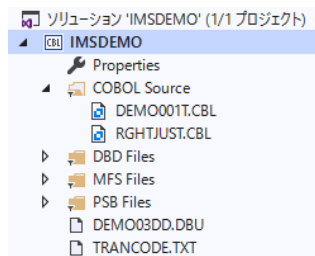 ソリューション 'IMSDEMO' (1/1 プロジェクト)
CBL IMSDEMO
Properties
COBOL Source
DEMO001T.CBL
RGHTJUST.CBL
DBD Files
MFS Files
PSB Files
DEMO03DD.DBU
TRANCODE.TXT